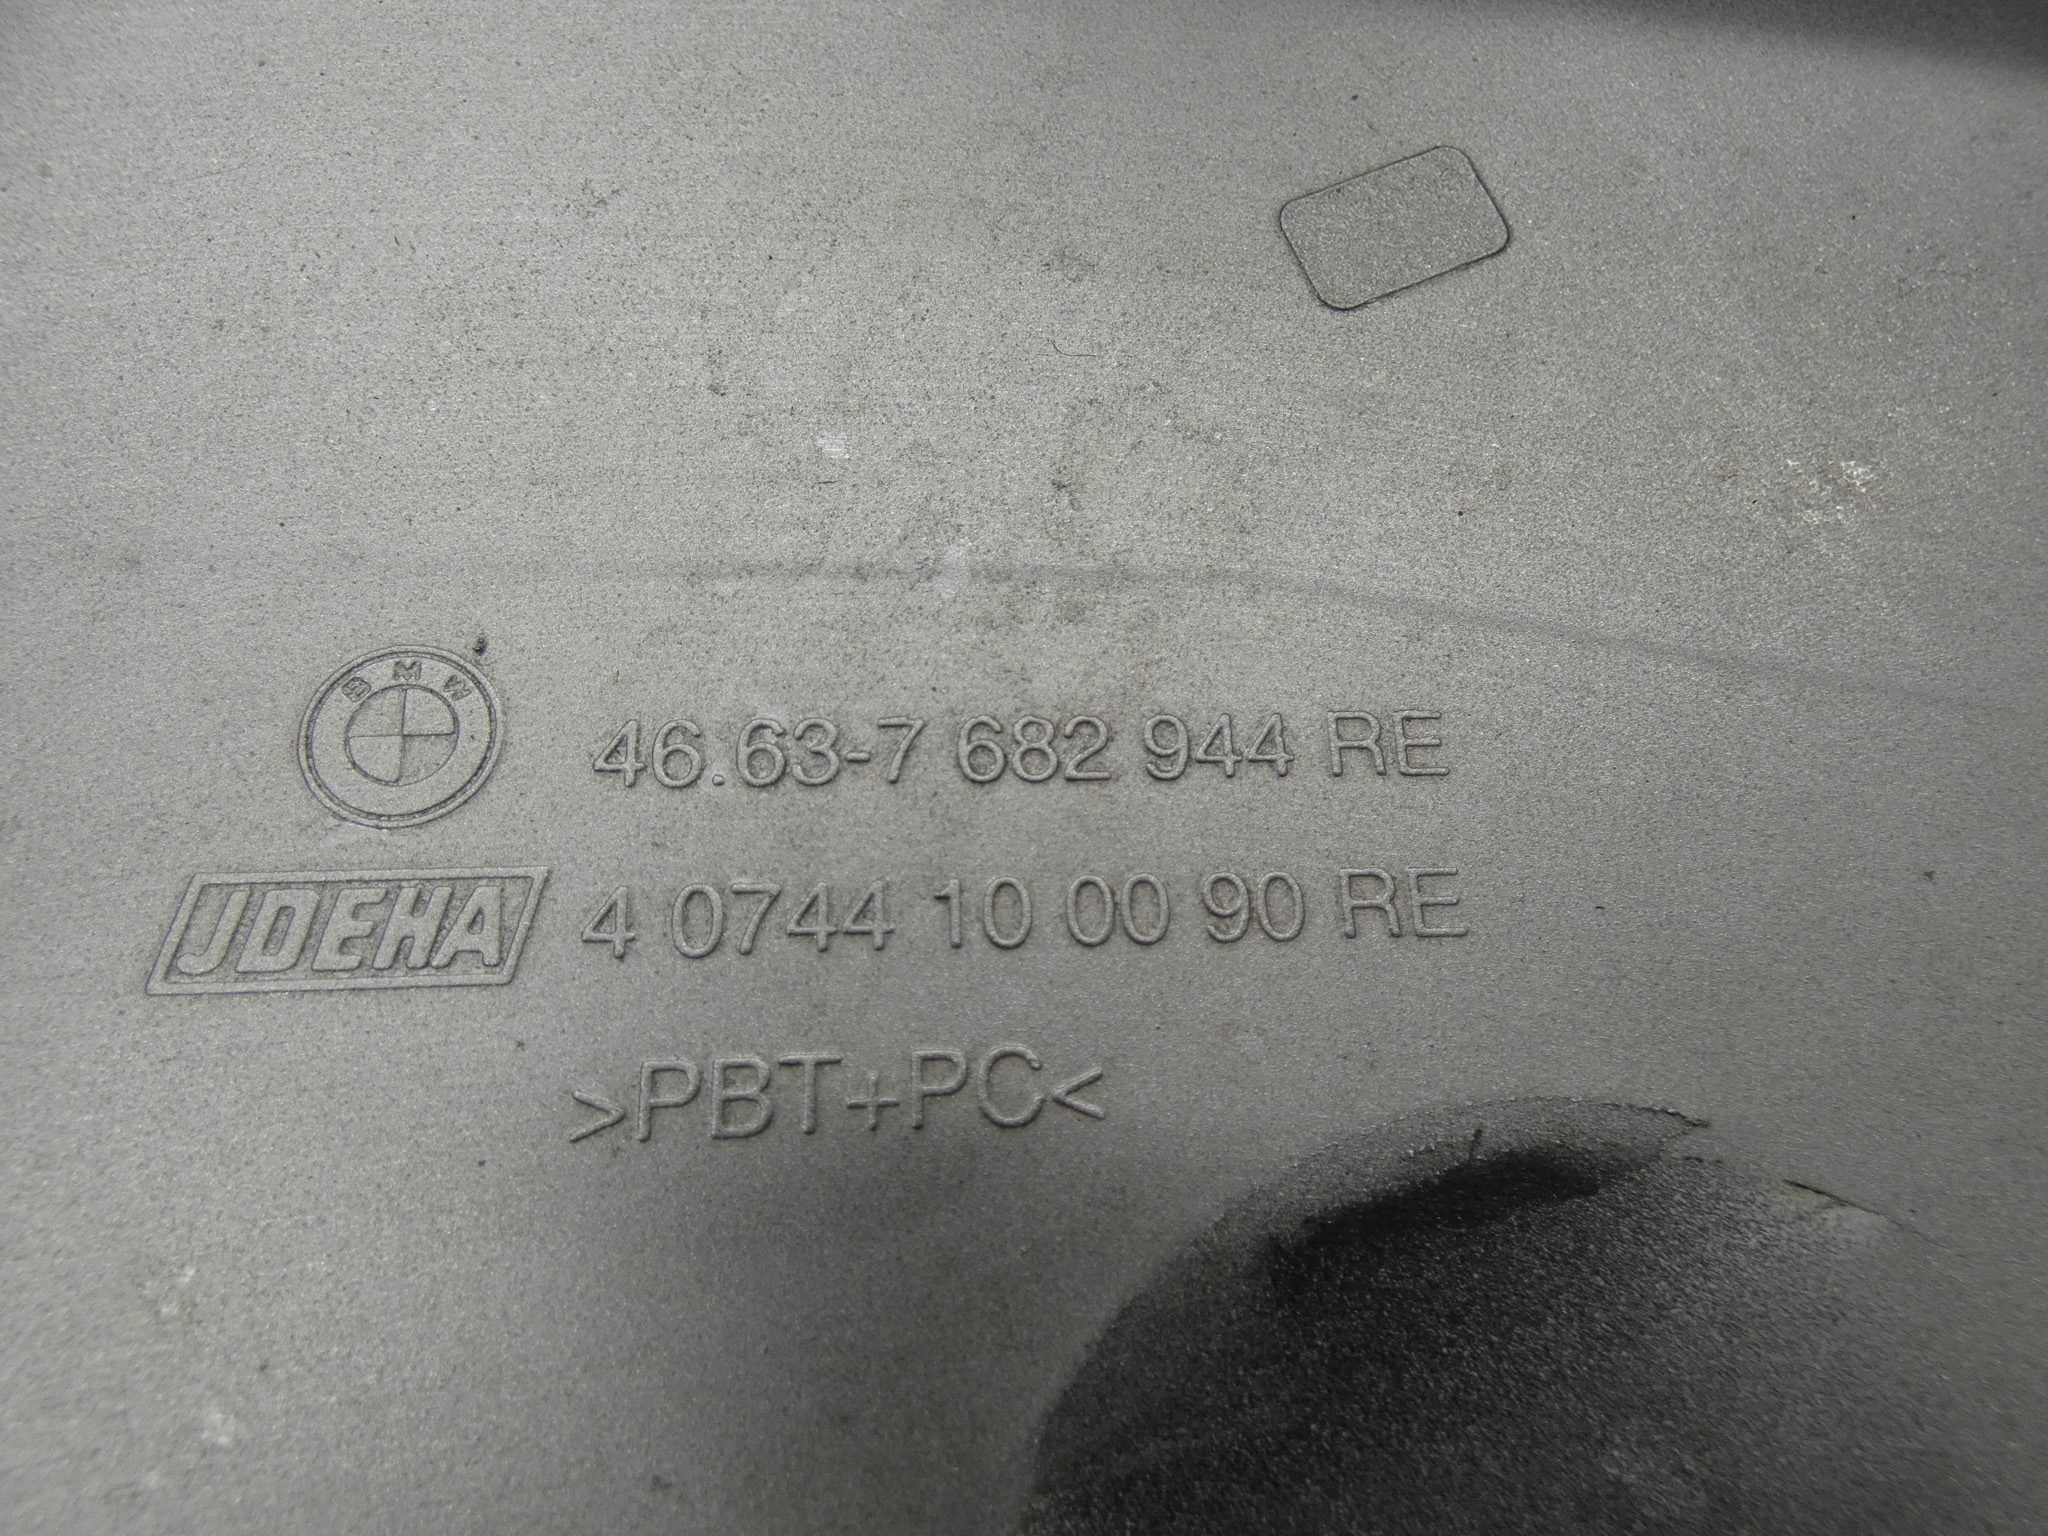 BMW
46.63-7 682 944 RE
JDEHA 4 0744 10 00 90 RE
>PBT+PC<